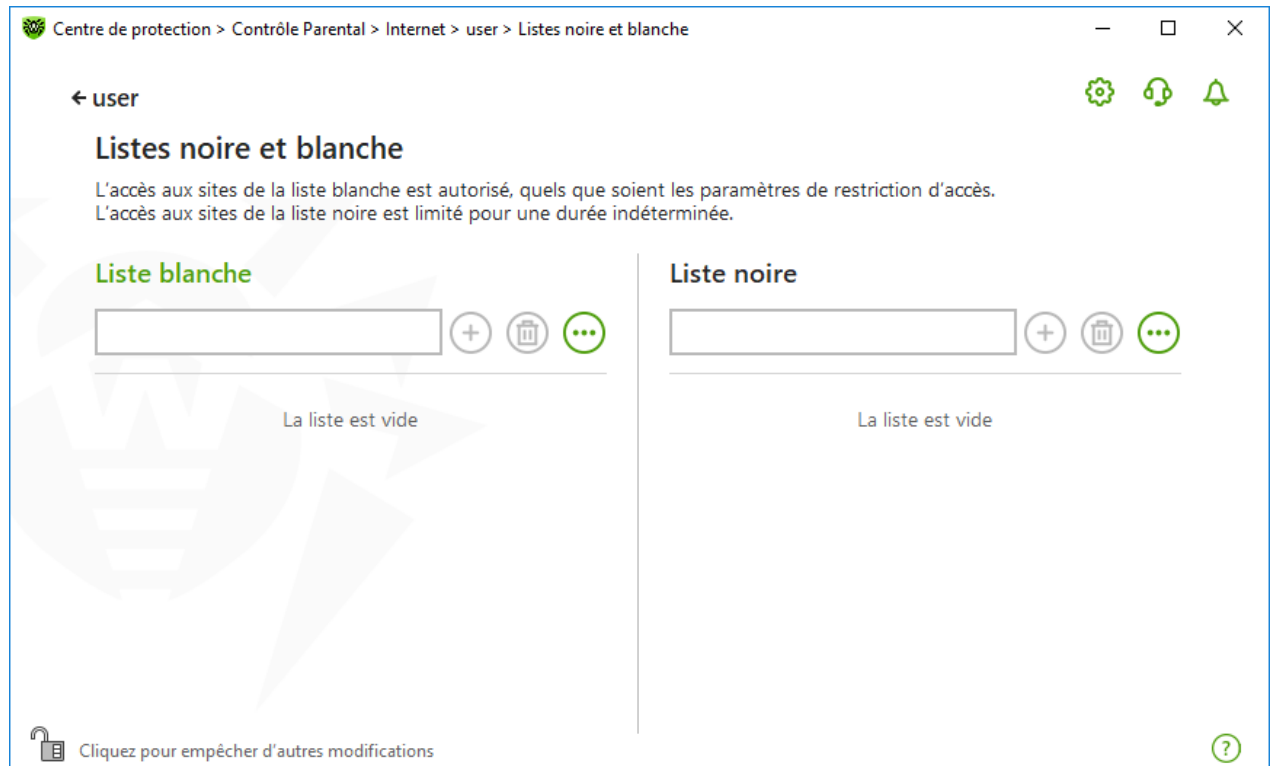 Centre de protection > Contrôle Parental > Internet > user > Listes noire et blanche
user
Listes noire et blanche
L'accès aux sites de la liste blanche est autorisé, quels que soient les paramètres de restriction d'accès.
L'accès aux sites de la liste noire est limité pour une durée indéterminée.
Liste blanche
Liste noire
La liste est vide
La liste est vide
Cliquez pour empêcher d'autres modifications
?